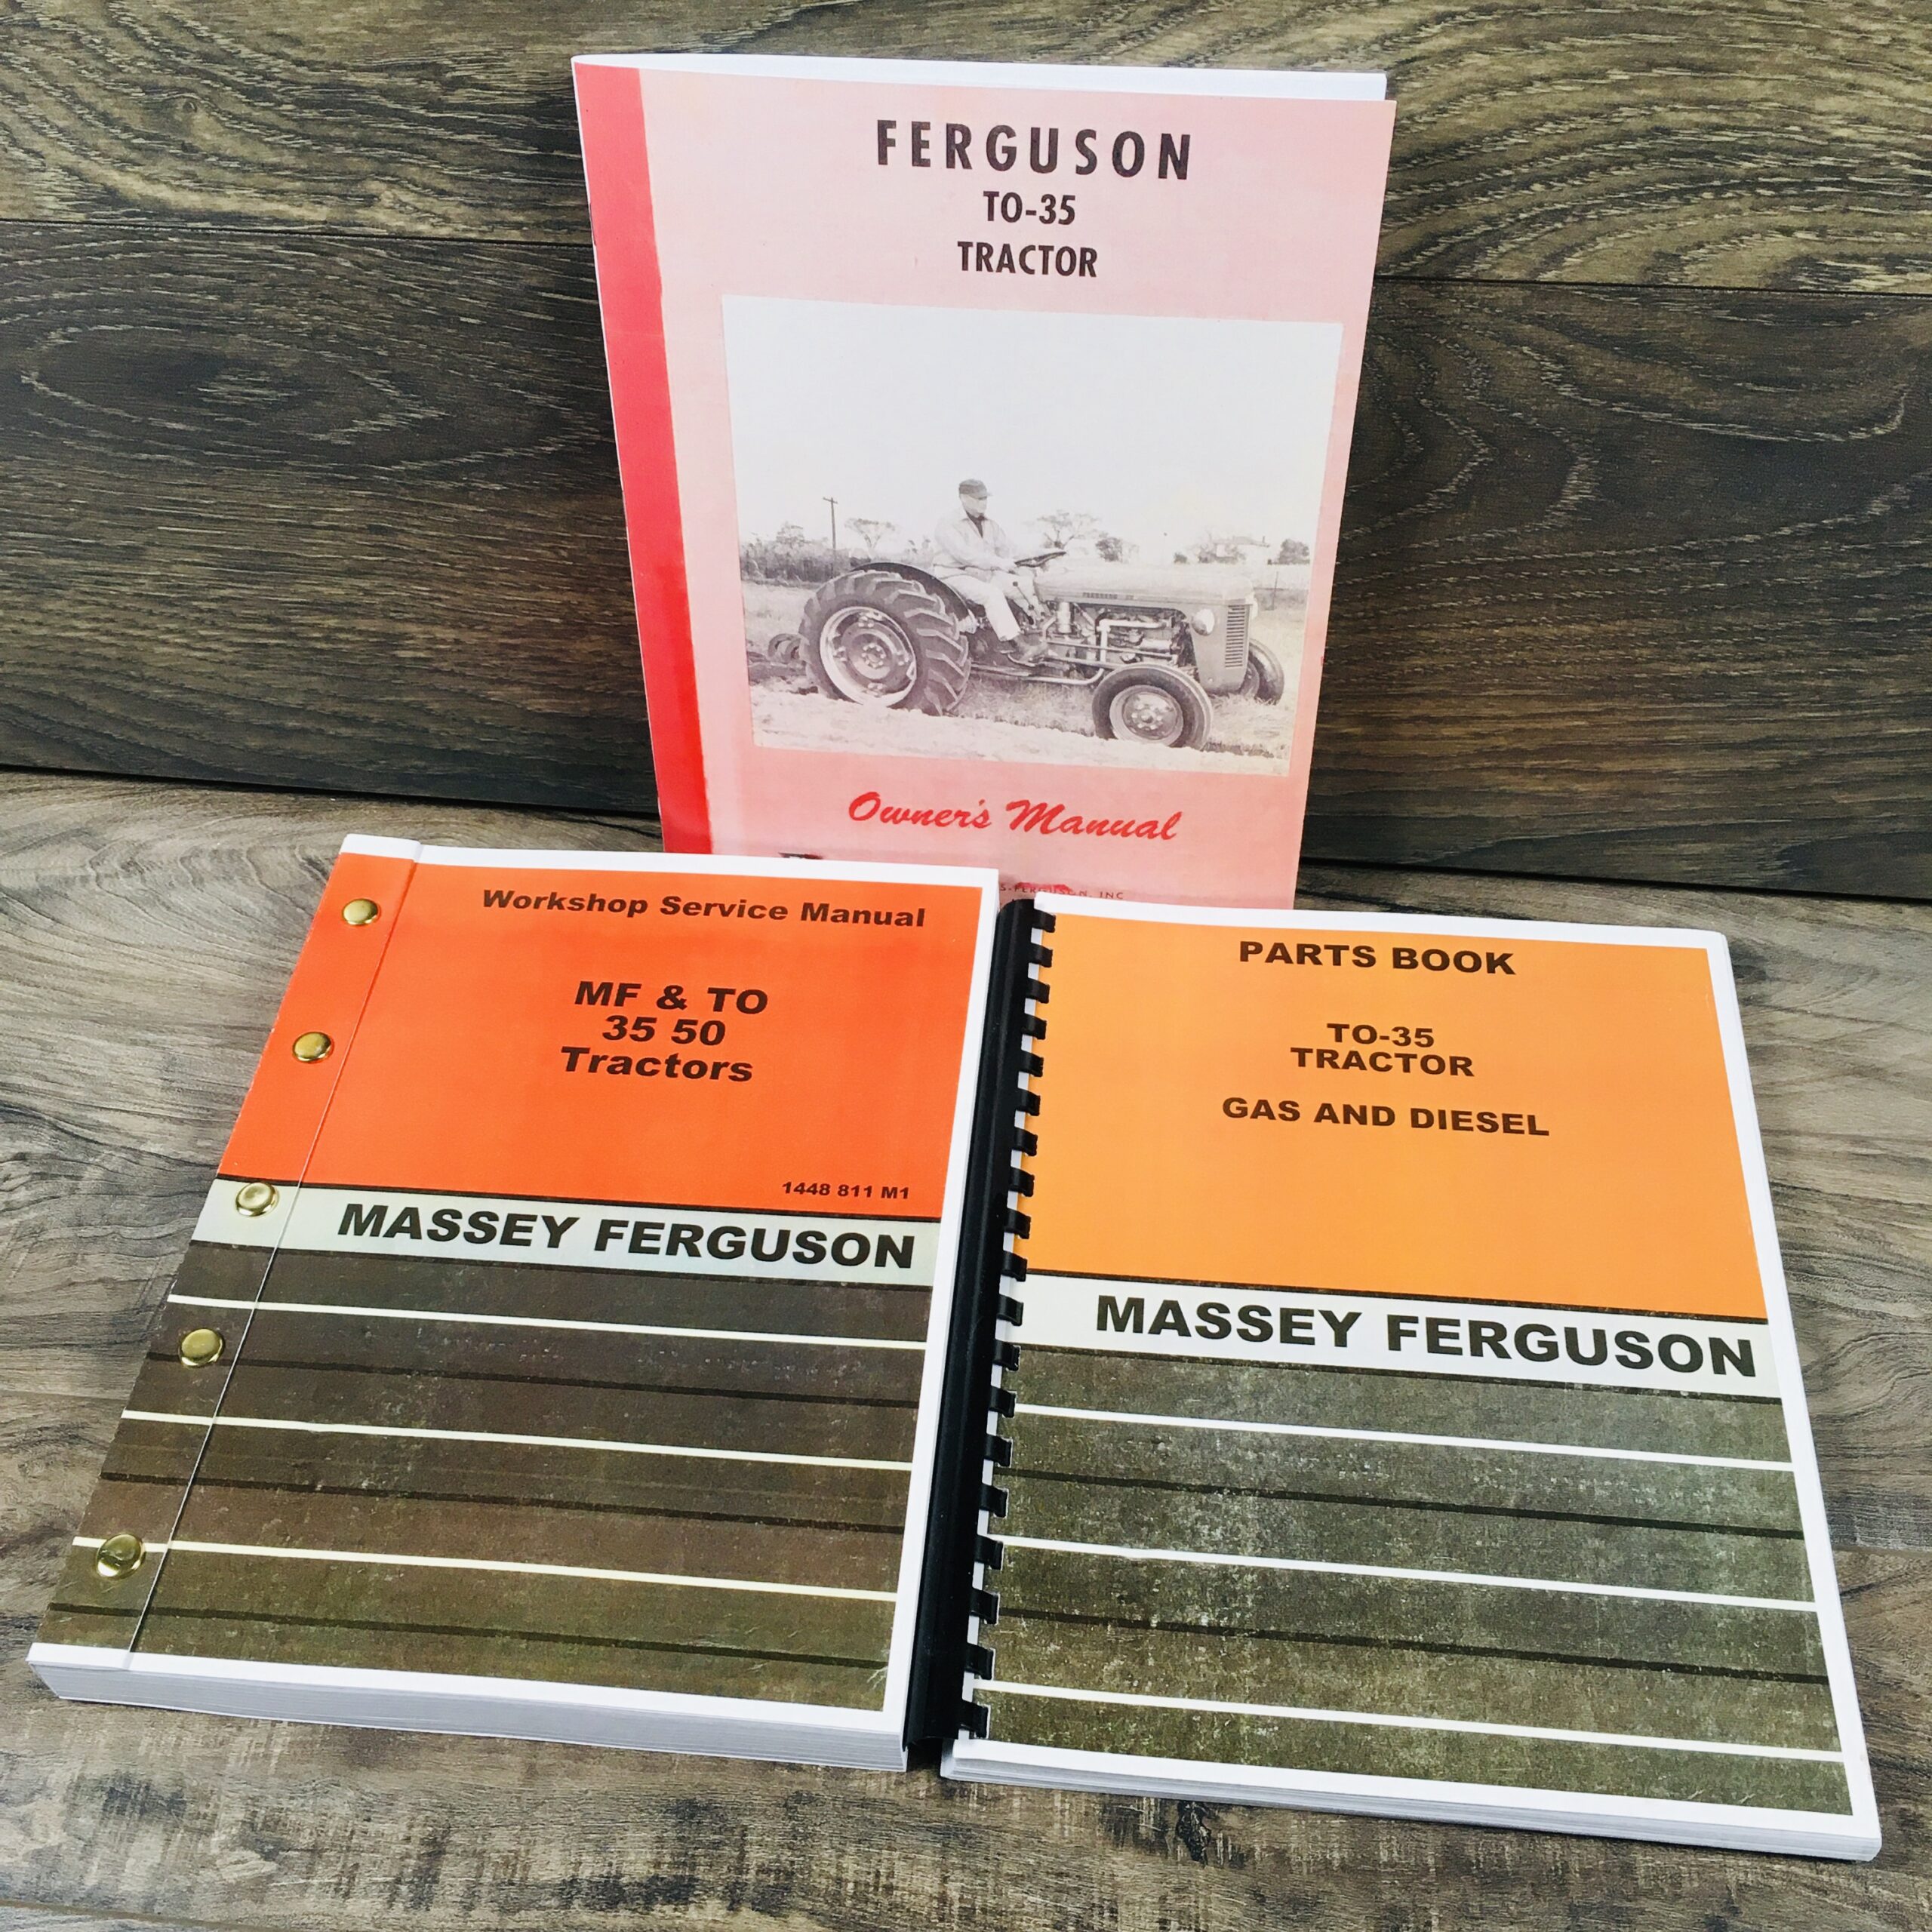 FERGUSON
TO-35
TRACTOR
Owner's Manual
INC
Workshop Service Manual
MF & TO
35 50
Tractors
1448 811 M1
MASSEY FERGUSON
PARTS BOOK
TO-35
TRACTOR
GAS AND DIESEL
MASSEY FERGUSON